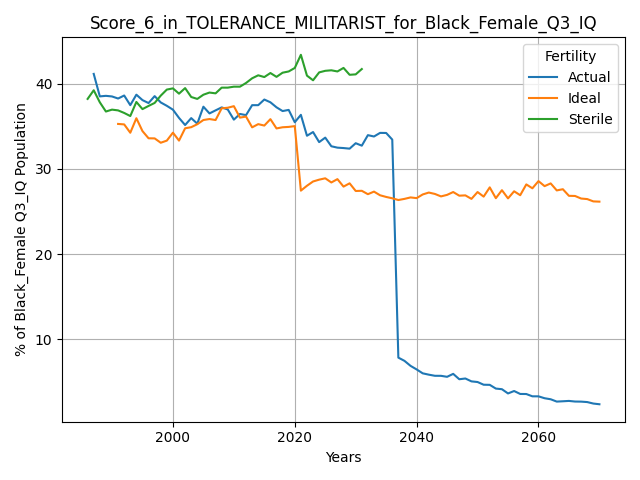 Score_6_in_TOLERANCE_MILITARIST_for_Black_Female_Q3_IQ
Fertility
Actual
Ideal
Sterile
% of Black_Female Q3_IQ Population
40
30
20
10
2000
2020
2040
2060
Years